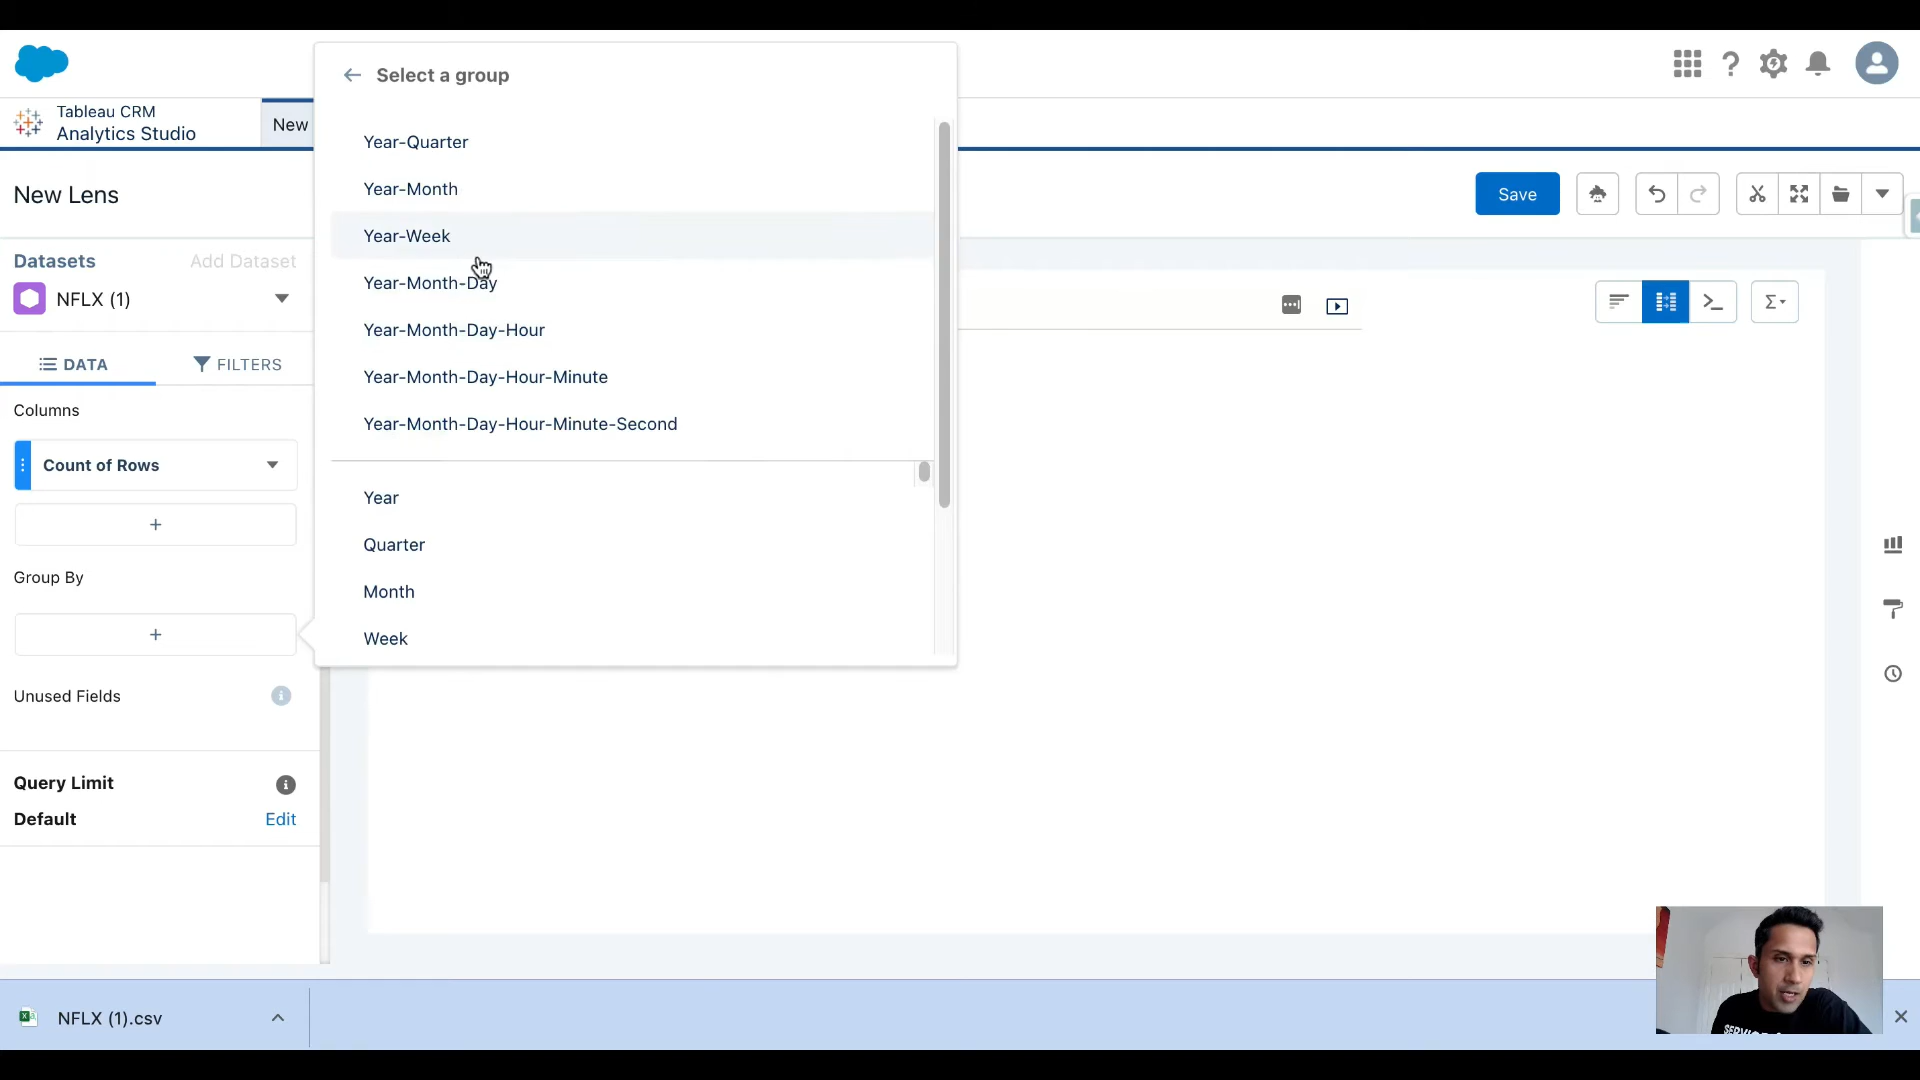 Select a group
Tableau CRM
Analytics Studio
New
New Lens
Save
Datasets
Add Dataset
NFLX (1)
DATA
FILTERS
Columns
Count of Rows
+
Group By
+
Unused Fields
Query Limit
Default
Edit
Year-Quarter
Year-Month
Year-Week
Year-Month-Day
Year-Month-Day-Hour
Year-Month-Day-Hour-Minute
Year-Month-Day-Hour-Minute-Second
Year
Quarter
Month
Week
NFLX (1).csv